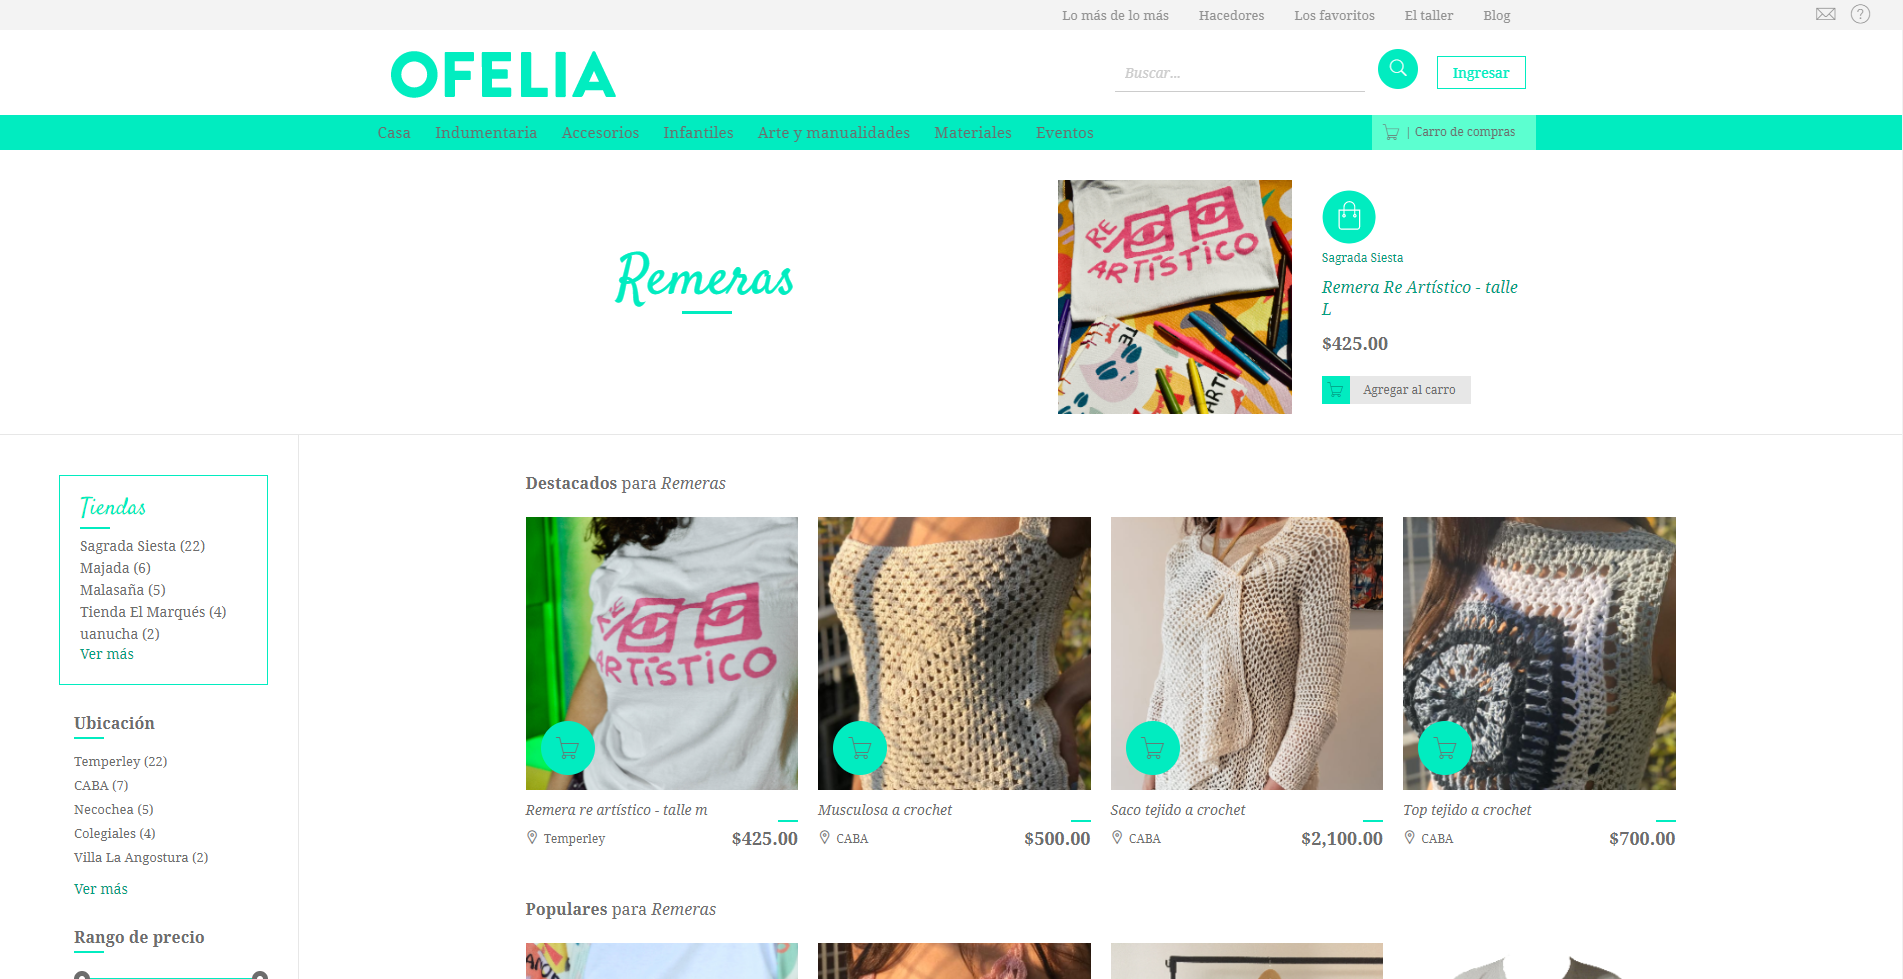 Lo más de lo más
Hacedores
Los favoritos
El taller
Blog
OFELIA
Buscar...
Ingresar
Casa
Indumentaria
Accesorios
Infantiles
Arte y manualidades
Materiales
Eventos
| Carro de compras
Remeras
RE
ARTÍSTICO
Sagrada Siesta
Remera Re Artístico - talle
L
$425.00
Agregar al carro
Tiendas
Sagrada Siesta (22)
Majada (6)
Malasaña (5)
Tienda El Marqués (4)
uanucha (2)
Ver más
Ubicación
Temperley (22)
CABA (7)
Necochea (5)
Colegiales (4)
Villa La Angostura (2)
Ver más
Rango de precio
Destacados para Remeras
RE
ARTÍSTICO
Remera re artístico - talle m
Temperley
$425.00
Musculosa a crochet
CABA
$500.00
Saco tejido a crochet
CABA
$2,100.00
Top tejido a crochet
CABA
$700.00
Populares para Remeras